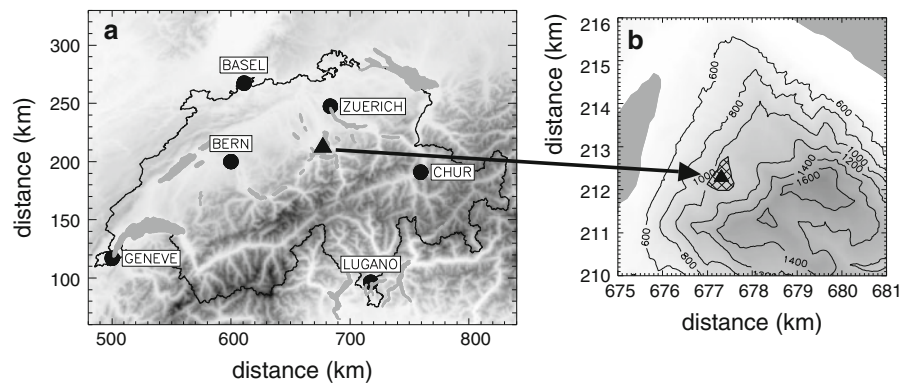 a
BASEL
ZUERICH
BERN
CHUR
GENEVE
LUGANO
300
250
200
150
100
distance (km)
500
600
700
800
distance (km)
b
216
215
214
213
212
211
210
distance (km)
600
800
600
1000
1200
1400
1600
1000
600
800
1400
675
676
677
678
679
680
681
distance (km)